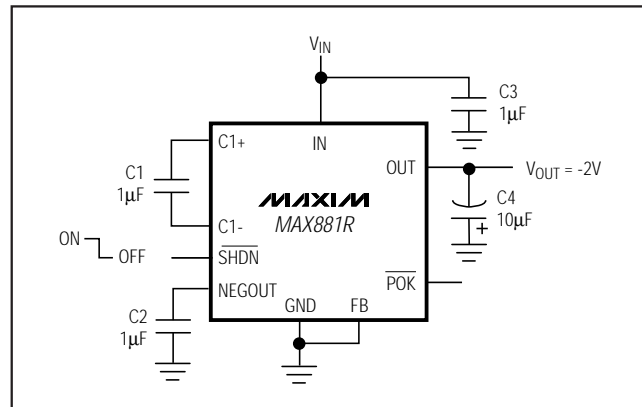 VIN
C3
1µF
C1+
IN
OUT
VOUT = -2V
C1
1µF
MAXIM
MAX881R
C4
10µF
+
C1-
ON
OFF
SHDN
POK
NEGOUT
GND
FB
C2
1µF